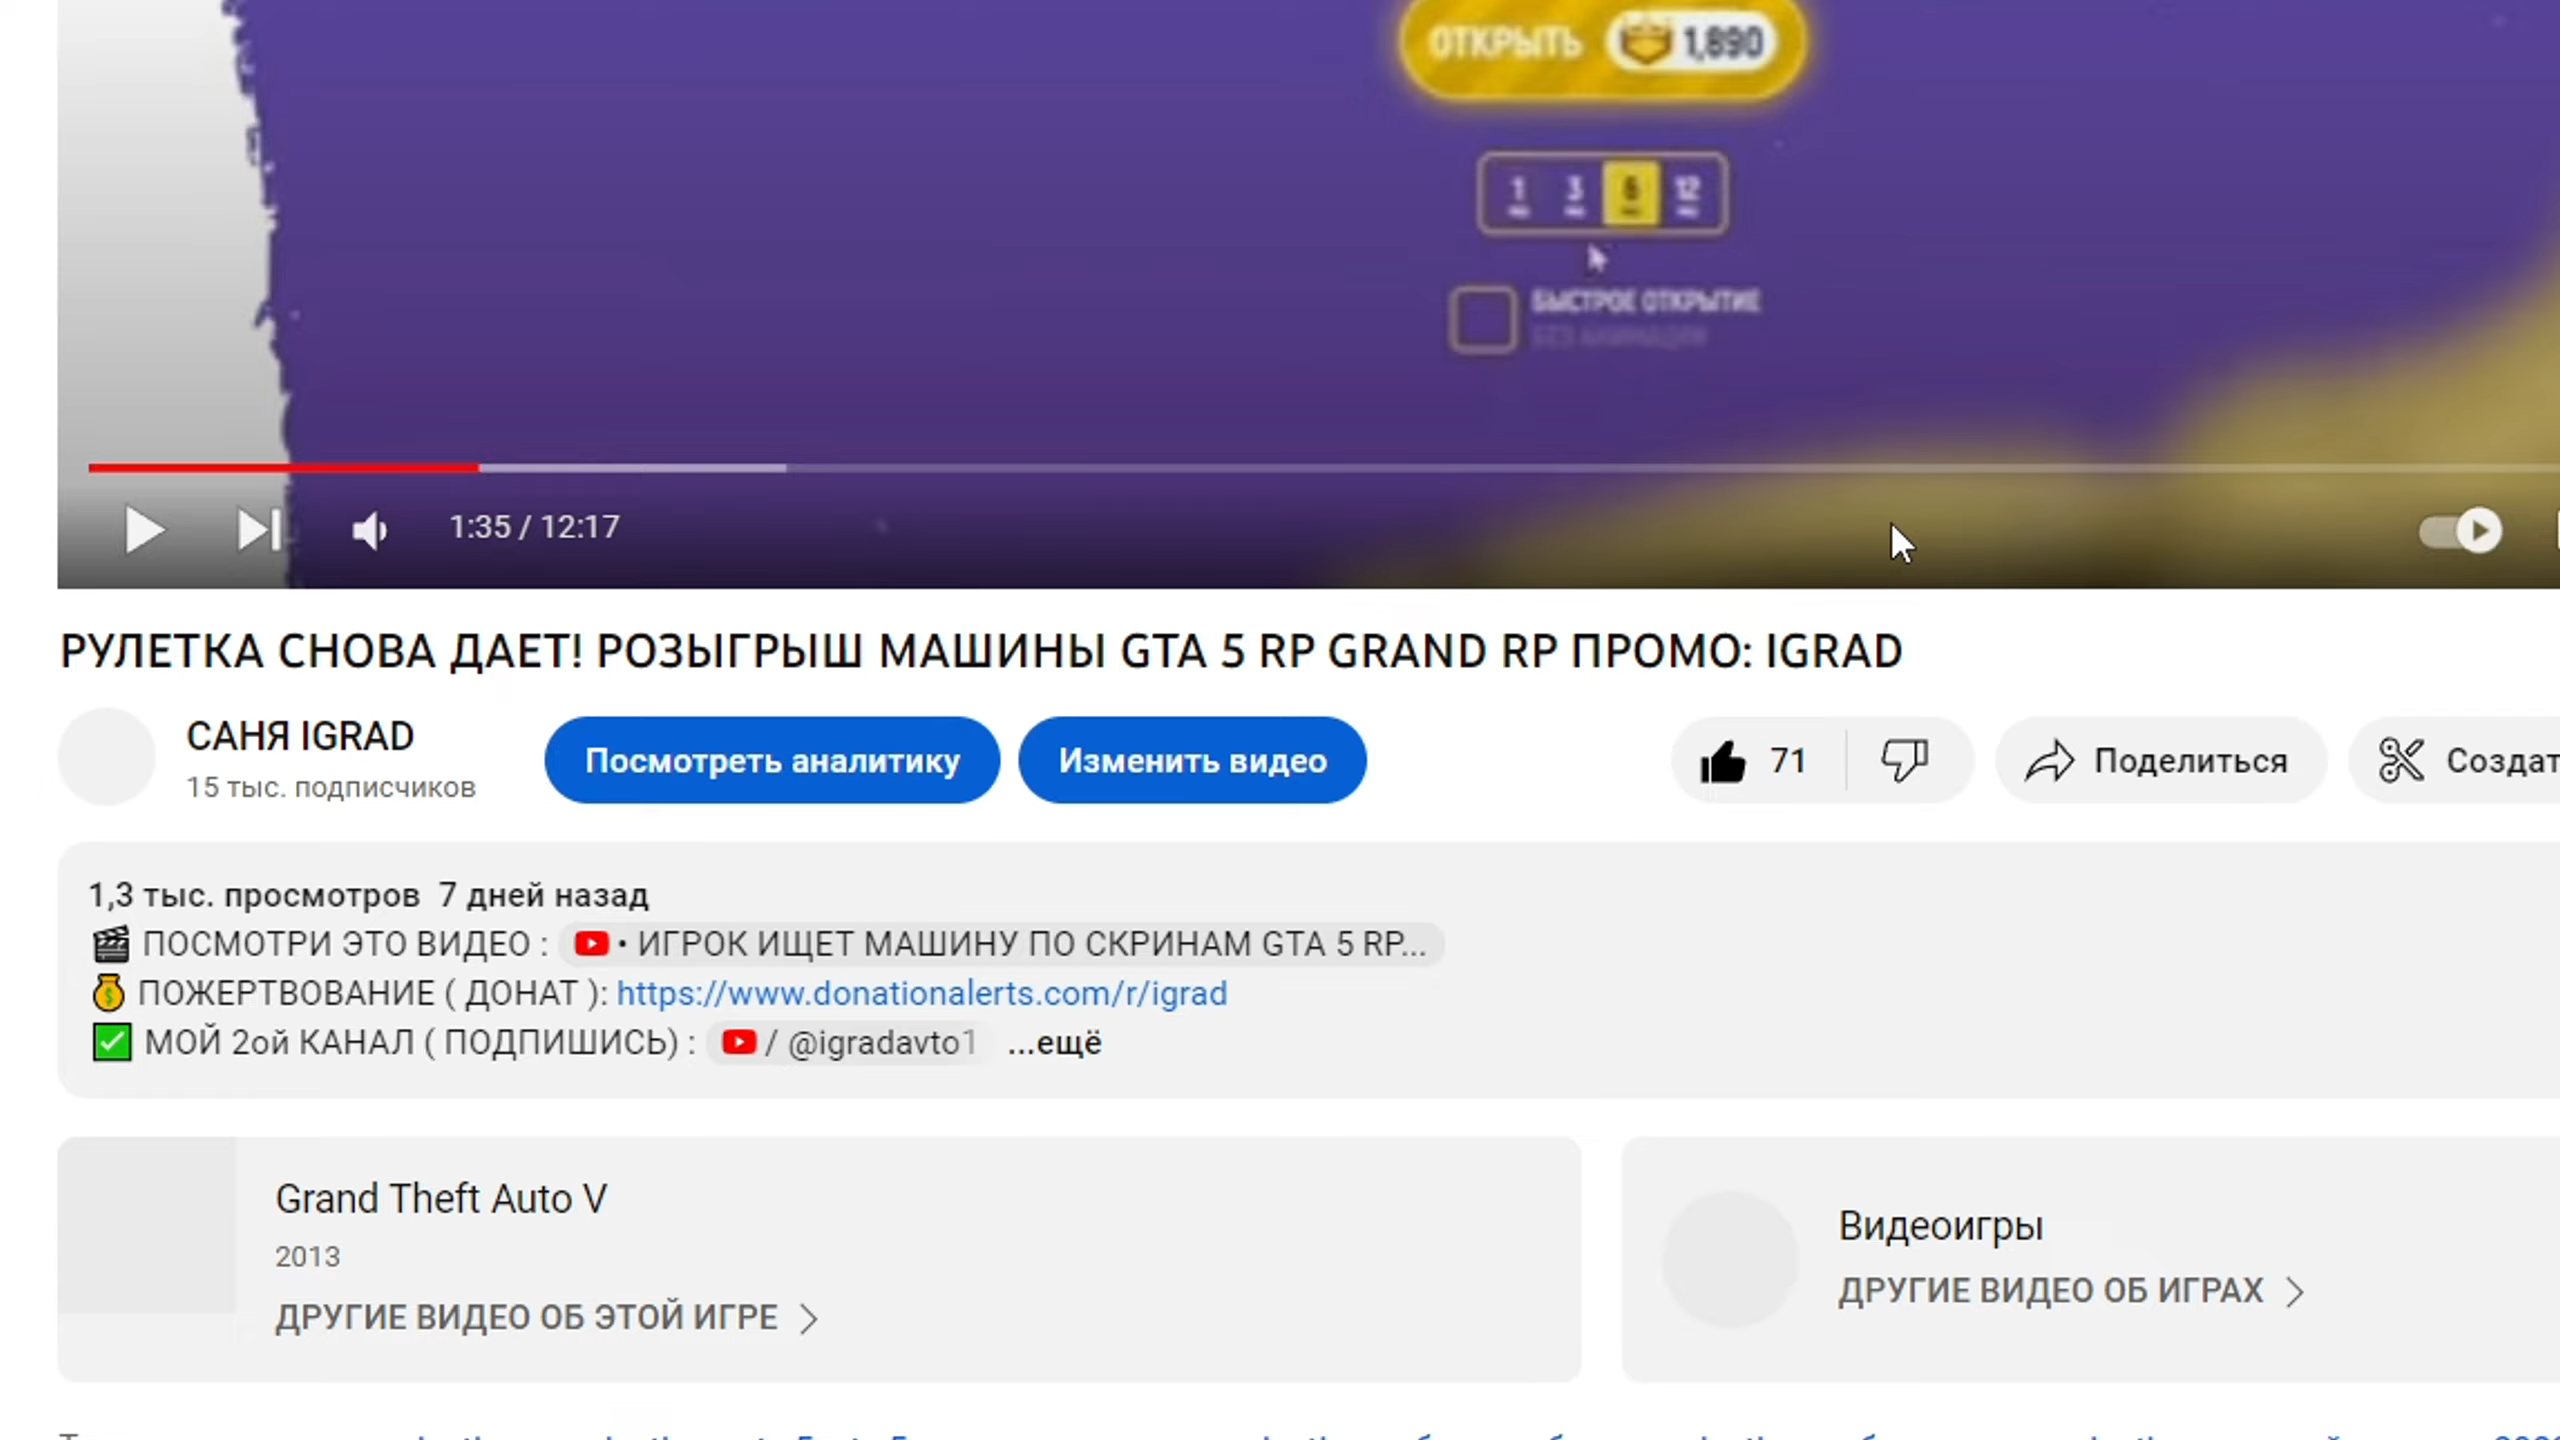 ОТКРЫТЬ 1,890
1 3 6 12
БЫСТРОЕ ОТКРЫТИЕ
БЕЗ АНИМАЦИИ
1:35 / 12:17
РУЛЕТКА СНОВА ДАЕТ! РОЗЫГРЫШ МАШИНЫ GTA 5 RP GRAND RP ПРОМО: IGRAD
САНЯ IGRAD
15 тыс. подписчиков
Посмотреть аналитику
Изменить видео
71
Поделиться
Создат
1,3 тыс. просмотров 7 дней назад
ПОСМОТРИ ЭТО ВИДЕО : • ИГРОК ИЩЕТ МАШИНУ ПО СКРИНАМ GTA 5 RP...
ПОЖЕРТВОВАНИЕ ( ДОНАТ ): https://www.donationalerts.com/r/igrad
МОЙ 2ой КАНАЛ ( ПОДПИШИСЬ) : / @igradavto1 ...ещё
Grand Theft Auto V
2013
ДРУГИЕ ВИДЕО ОБ ЭТОЙ ИГРЕ
Видеоигры
ДРУГИЕ ВИДЕО ОБ ИГРАХ